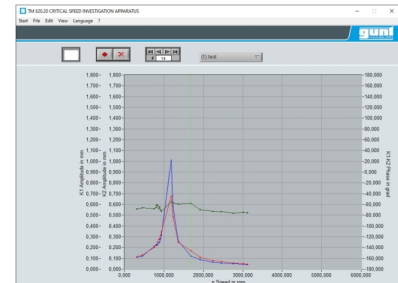 TM 620.20 CRITICAL SPEED INVESTIGATION APPARATUS
Start File Edit View Language ?
gunt
# 14
(1) test
1,800- 1,800- -180,000
1,700- 1,700- -160,000
1,600- 1,600- -140,000
1,500- 1,500- -120,000
1,400- 1,400- -100,000
1,300- 1,300- -80,000
1,200- 1,200- -60,000
1,100- 1,100- -40,000
1,000- 1,000- -20,000
0,900- 0,900- -0,000
0,800- 0,800- -20,000
0,700- 0,700- -40,000
0,600- 0,600- -60,000
0,500- 0,500- -80,000
0,400- 0,400- -100,000
0,300- 0,300- -120,000
0,200- 0,200- -140,000
0,100- 0,100- -160,000
0,000- 0,000- -180,000
K1 Amplitude in mm
K2 Amplitude in mm
K1-K2 Phase in grad
0,000 1000,000 2000,000 3000,000 4000,000 5000,000 6000,000
n Speed in